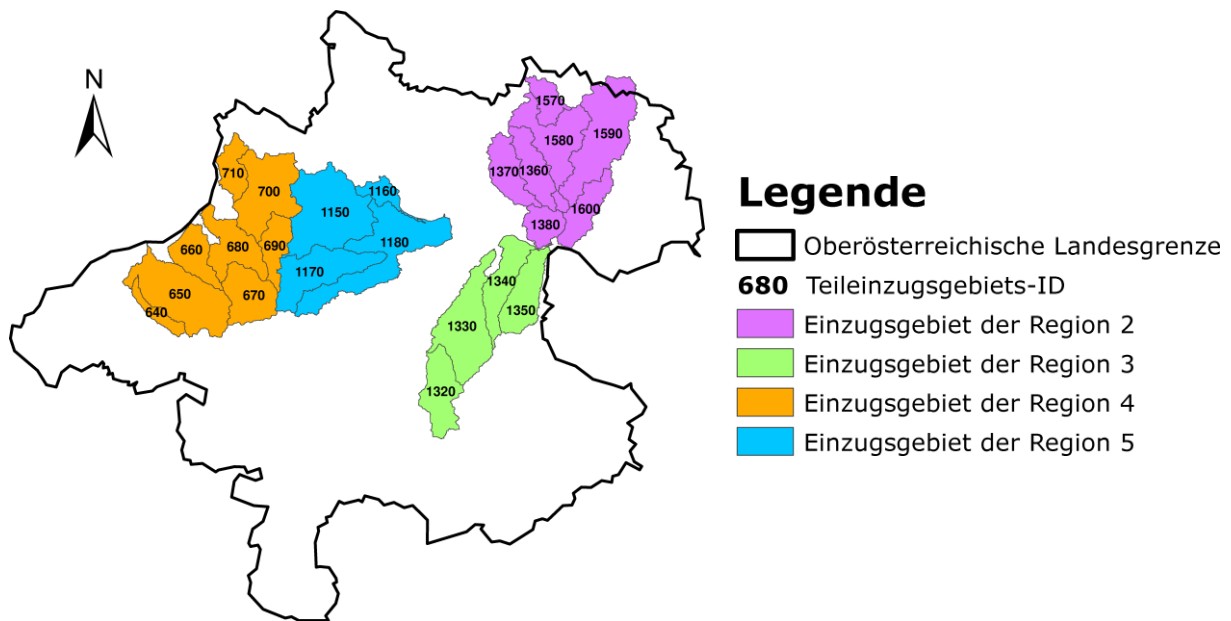 N
1570
1580
1590
1370
1360
1600
1380
710
700
1160
1150
680
690
1180
660
1170
650
670
640
1340
1350
1330
1320
Legende
Oberösterreichische Landesgrenze
680 Teileinzugsgebiets-ID
Einzugsgebiet der Region 2
Einzugsgebiet der Region 3
Einzugsgebiet der Region 4
Einzugsgebiet der Region 5